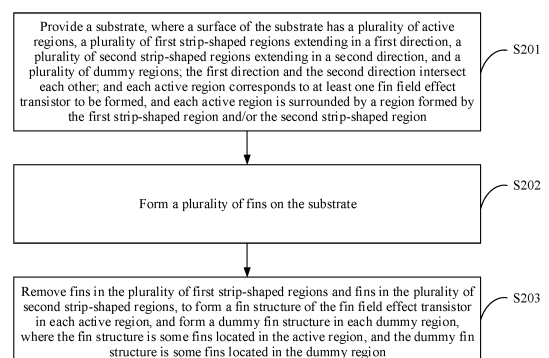 Provide a substrate, where a surface of the substrate has a plurality of active
regions, a plurality of first strip-shaped regions extending in a first direction, a
plurality of second strip-shaped regions extending in a second direction, and a
plurality of dummy regions; the first direction and the second direction intersect
each other; and each active region corresponds to at least one fin field effect
transistor to be formed, and each active region is surrounded by a region formed by
the first strip-shaped region and/or the second strip-shaped region
S201
Form a plurality of fins on the substrate
S202
Remove fins in the plurality of first strip-shaped regions and fins in the plurality of
second strip-shaped regions, to form a fin structure of the fin field effect transistor
in each active region, and form a dummy fin structure in each dummy region,
where the fin structure is some fins located in the active region, and the dummy fin
structure is some fins located in the dummy region
S203